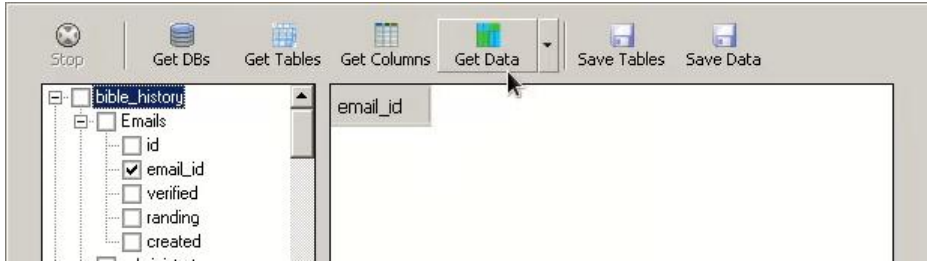 Stop Get DBs Get Tables Get Columns Get Data Save Tables Save Data
bible_history
Emails
id
email_id
verified
randing
created
email_id